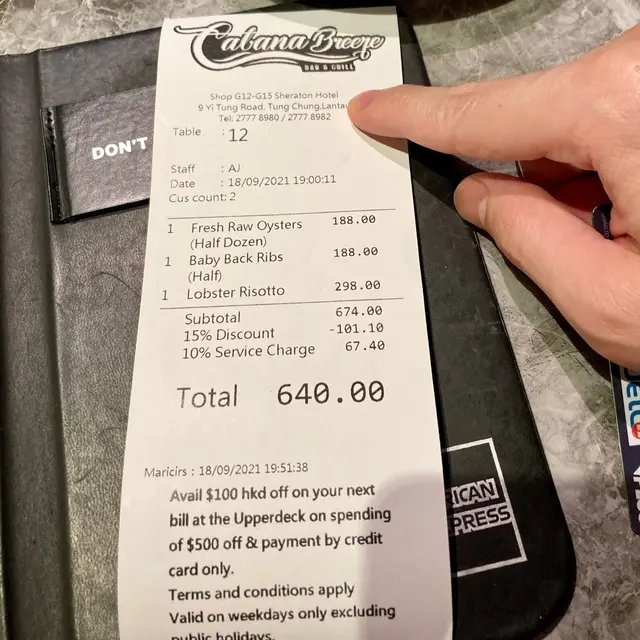 Cabana Breeze
BAR & GRILL
Shop G12-G15 Sheraton Hotel
9 Yi Tung Road, Tung Chung, Lantau
Tel: 2777 8980 / 2777 8982
Table : 12
Staff : AJ
Date : 18/09/2021 19:00:11
Cus count: 2
1 Fresh Raw Oysters 188.00
(Half Dozen)
1 Baby Back Ribs 188.00
(Half)
1 Lobster Risotto 298.00
Subtotal 674.00
15% Discount -101.10
10% Service Charge 67.40
Total 640.00
Maricirs : 18/09/2021 19:51:38
Avail $100 hkd off on your next
bill at the Upperdeck on spending
of $500 off & payment by credit
card only.
Terms and conditions apply
Valid on weekdays only excluding
public holidays.
DON'T
RICAN
PRESS